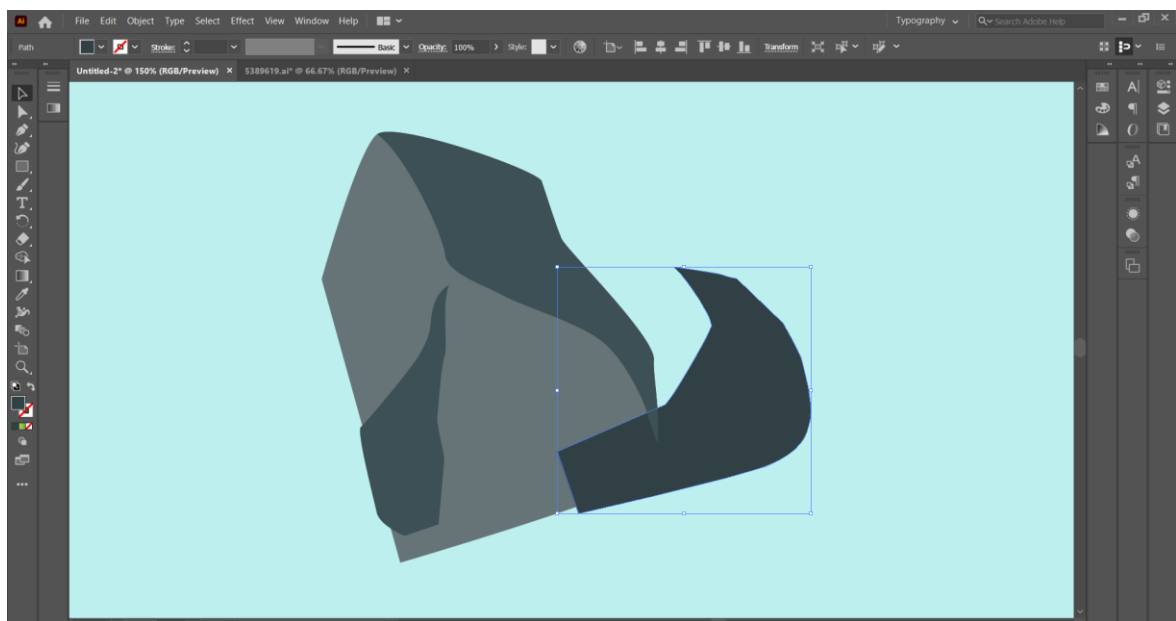 Ai File Edit Object Type Select Effect View Window Help Typography Search Adobe Help
Path Stroke: Basic Opacity: 100% Style: Transform
Untitled-2* @ 150% (RGB/Preview) × 5389619.ai* @ 66.67% (RGB/Preview) ×